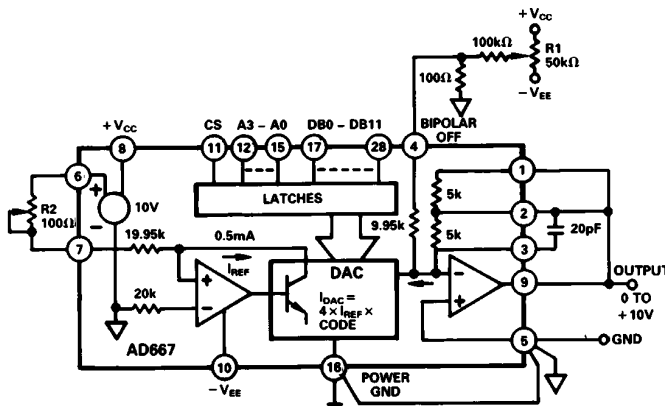 + VCC
100kΩ
R1
50kΩ
100Ω
− VEE
+ VCC
CS
A3 − A0
DB0 − DB11
BIPOLAR
OFF
8
11
12
15
17
28
4
6
1
+
5k
LATCHES
R2
100Ω
10V
2
−
9.95k
20pF
19.95k
0.5mA
5k
7
3
IREF
DAC
OUTPUT
+
−
9
IDAC =
4 × IREF ×
CODE
0 TO
+ 10V
20k
−
+
5
GND
AD667
10
16
POWER
GND
− VEE